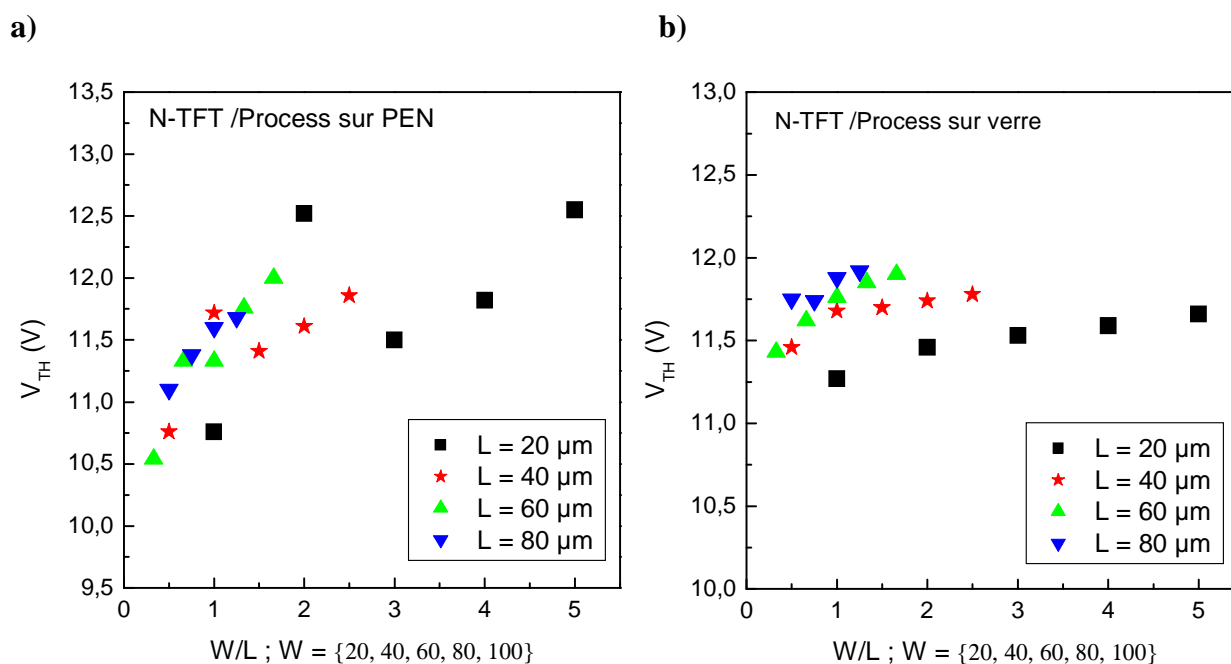 a)
N-TFT /Process sur PEN
13,5
13,0
12,5
12,0
11,5
11,0
10,5
10,0
9,5
V_TH (V)
0 1 2 3 4 5
W/L ; W = {20, 40, 60, 80, 100}
L = 20 µm
L = 40 µm
L = 60 µm
L = 80 µm
b)
N-TFT /Process sur verre
13,0
12,5
12,0
11,5
11,0
10,5
10,0
V_TH (V)
0 1 2 3 4 5
W/L ; W = {20, 40, 60, 80, 100}
L = 20 µm
L = 40 µm
L = 60 µm
L = 80 µm